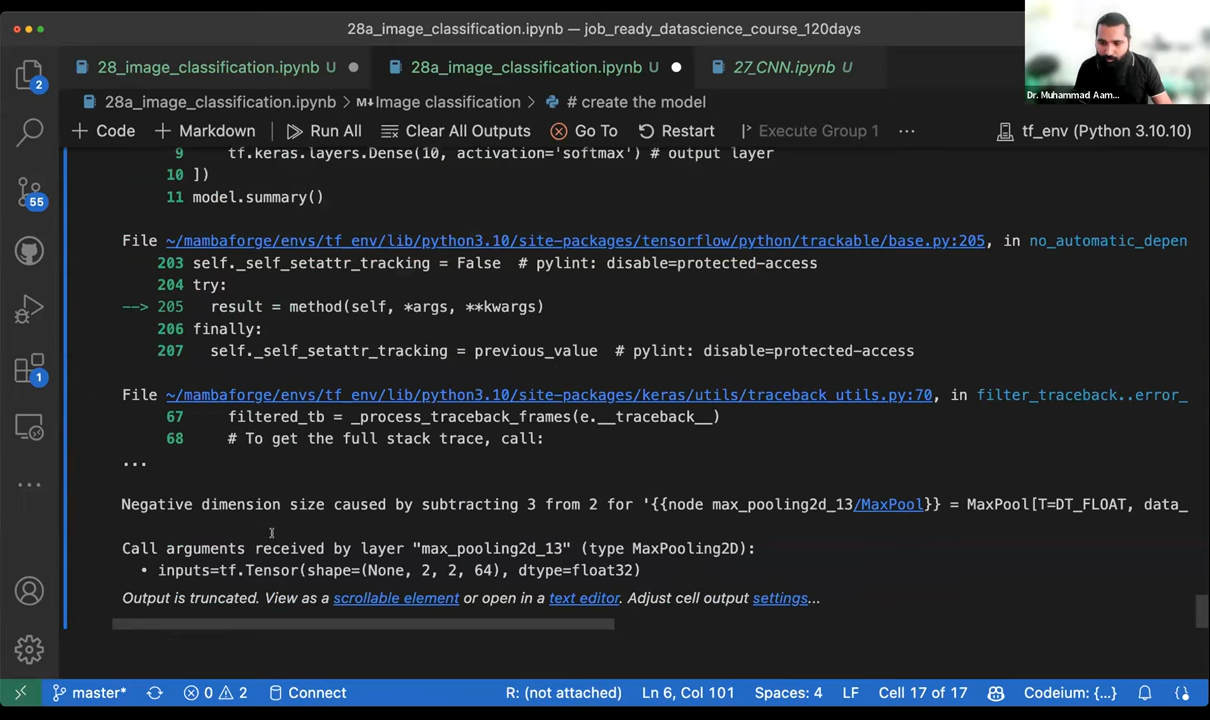 28a_image_classification.ipynb — job_ready_datascience_course_120days
28_image_classification.ipynb U
28a_image_classification.ipynb U
27_CNN.ipynb U
Dr. Muhammad Aam...
2
28a_image_classification.ipynb > M↓Image classification > # create the model
+ Code + Markdown Run All Clear All Outputs Go To Restart Execute Group 1 ... tf_env (Python 3.10.10)
9 tf.keras.layers.Dense(10, activation='softmax') # output layer
10 ])
11 model.summary()
55
File ~/mambaforge/envs/tf_env/lib/python3.10/site-packages/tensorflow/python/trackable/base.py:205, in no_automatic_depen
203 self._self_setattr_tracking = False # pylint: disable=protected-access
204 try:
--> 205 result = method(self, *args, **kwargs)
206 finally:
207 self._self_setattr_tracking = previous_value # pylint: disable=protected-access
1
File ~/mambaforge/envs/tf_env/lib/python3.10/site-packages/keras/utils/traceback_utils.py:70, in filter_traceback..error_
67 filtered_tb = _process_traceback_frames(e.__traceback__)
68 # To get the full stack trace, call:
...
Negative dimension size caused by subtracting 3 from 2 for '{{node max_pooling2d_13/MaxPool}} = MaxPool[T=DT_FLOAT, data_
Call arguments received by layer "max_pooling2d_13" (type MaxPooling2D):
• inputs=tf.Tensor(shape=(None, 2, 2, 64), dtype=float32)
Output is truncated. View as a scrollable element or open in a text editor. Adjust cell output settings...
master* 0 2 Connect R: (not attached) Ln 6, Col 101 Spaces: 4 LF Cell 17 of 17 Codeium: {...}